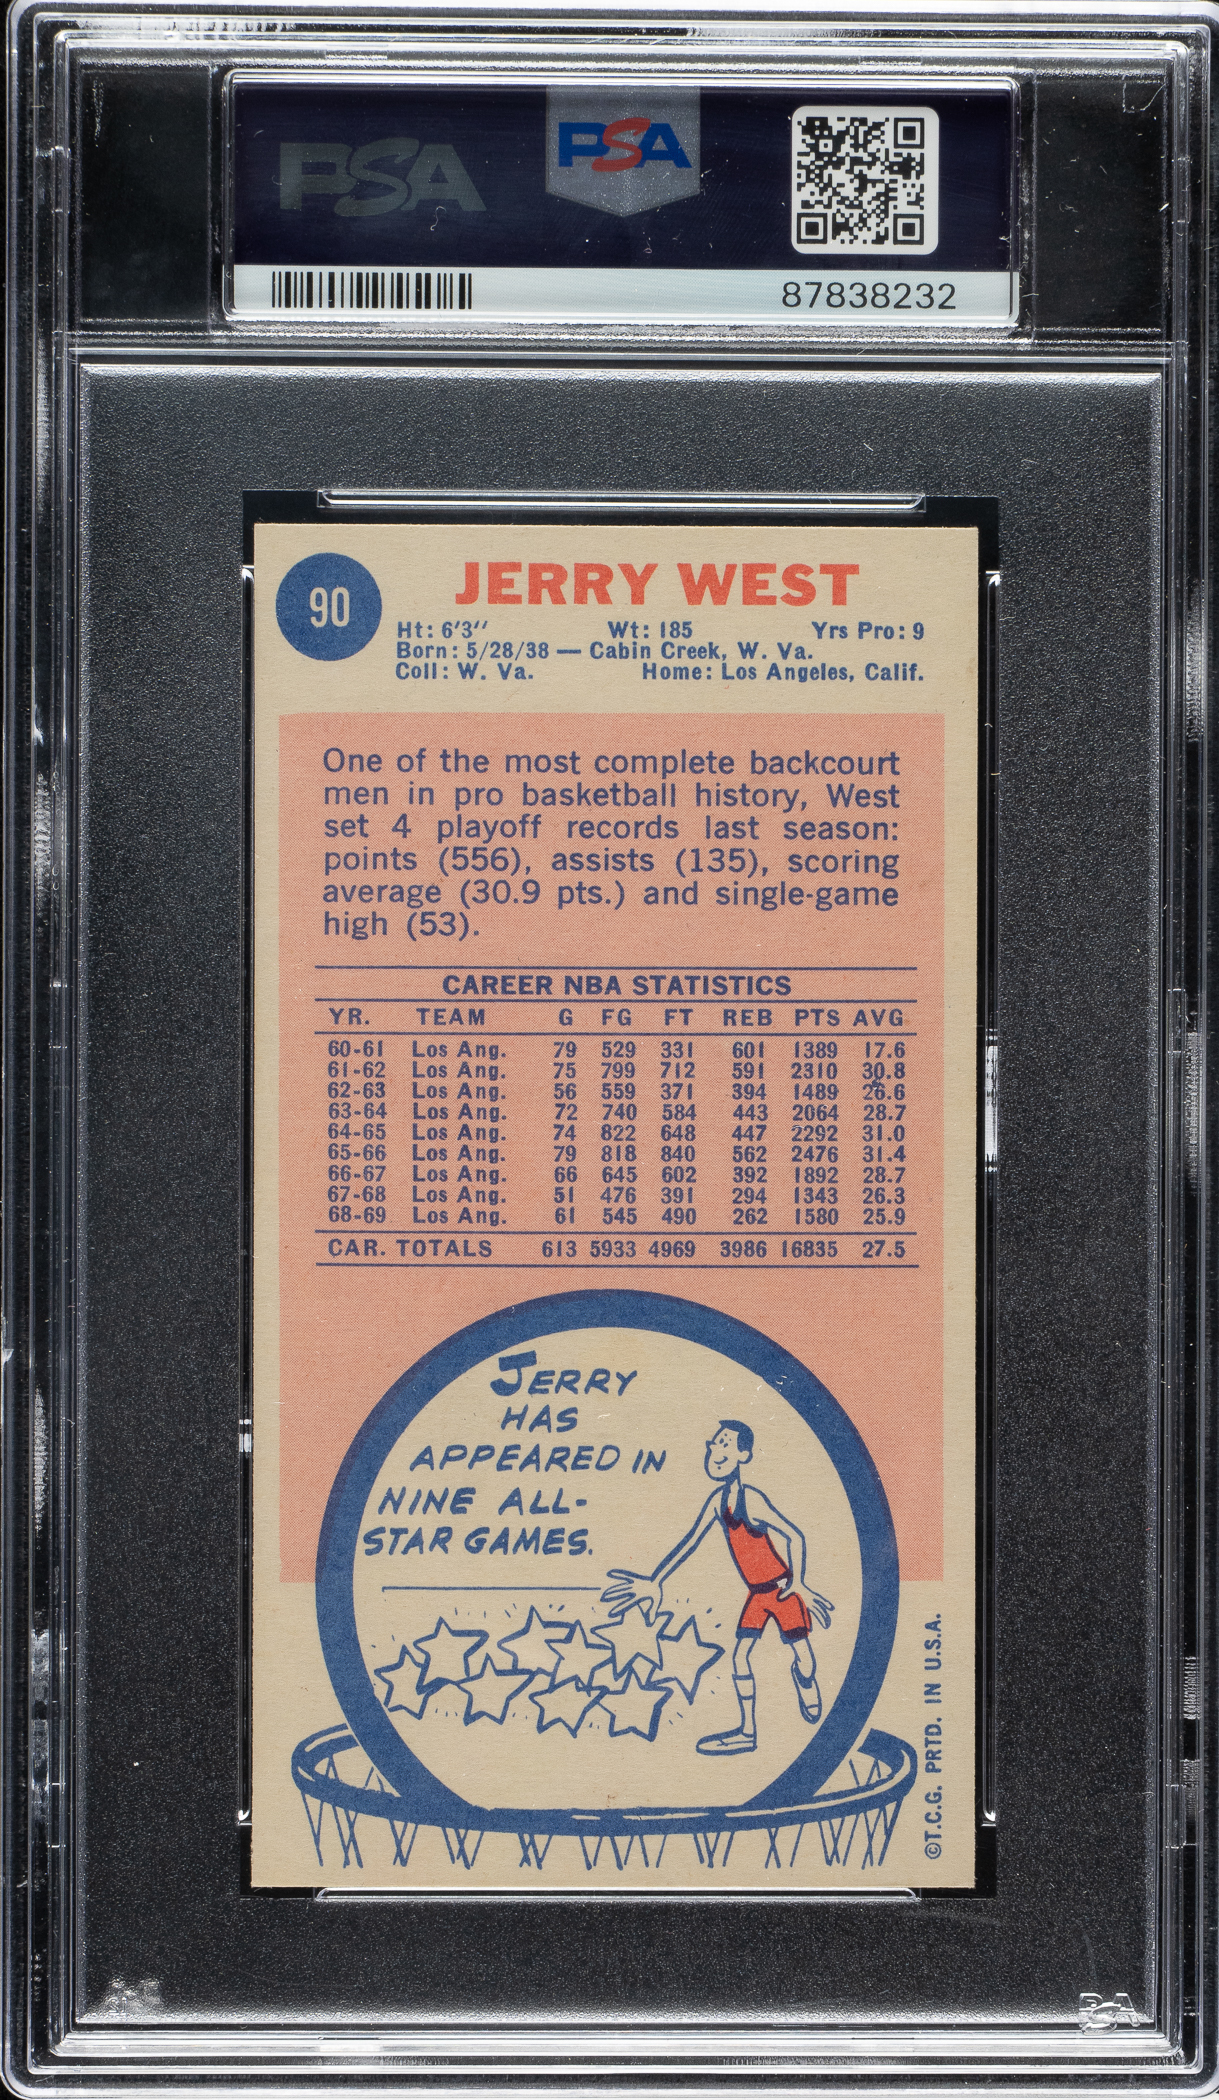 PSA
PSA
87838232
90
JERRY WEST
Ht: 6'3'' Wt: 185 Yrs Pro: 9
Born: 5/28/38 — Cabin Creek, W. Va.
Coll: W. Va. Home: Los Angeles, Calif.
One of the most complete backcourt
men in pro basketball history, West
set 4 playoff records last season:
points (556), assists (135), scoring
average (30.9 pts.) and single-game
high (53).
CAREER NBA STATISTICS
YR. TEAM G FG FT REB PTS AVG
60-61 Los Ang. 79 529 331 601 1389 17.6
61-62 Los Ang. 75 799 712 591 2310 30.8
62-63 Los Ang. 56 559 371 394 1489 26.6
63-64 Los Ang. 72 740 584 443 2064 28.7
64-65 Los Ang. 74 822 648 447 2292 31.0
65-66 Los Ang. 79 818 840 562 2476 31.4
66-67 Los Ang. 66 645 602 392 1892 28.7
67-68 Los Ang. 51 476 391 294 1343 26.3
68-69 Los Ang. 61 545 490 262 1580 25.9
CAR. TOTALS 613 5933 4969 3986 16835 27.5
JERRY
HAS
APPEARED IN
NINE ALL-
STAR GAMES.
©T.C.G. PRTD. IN U.S.A.
PSA